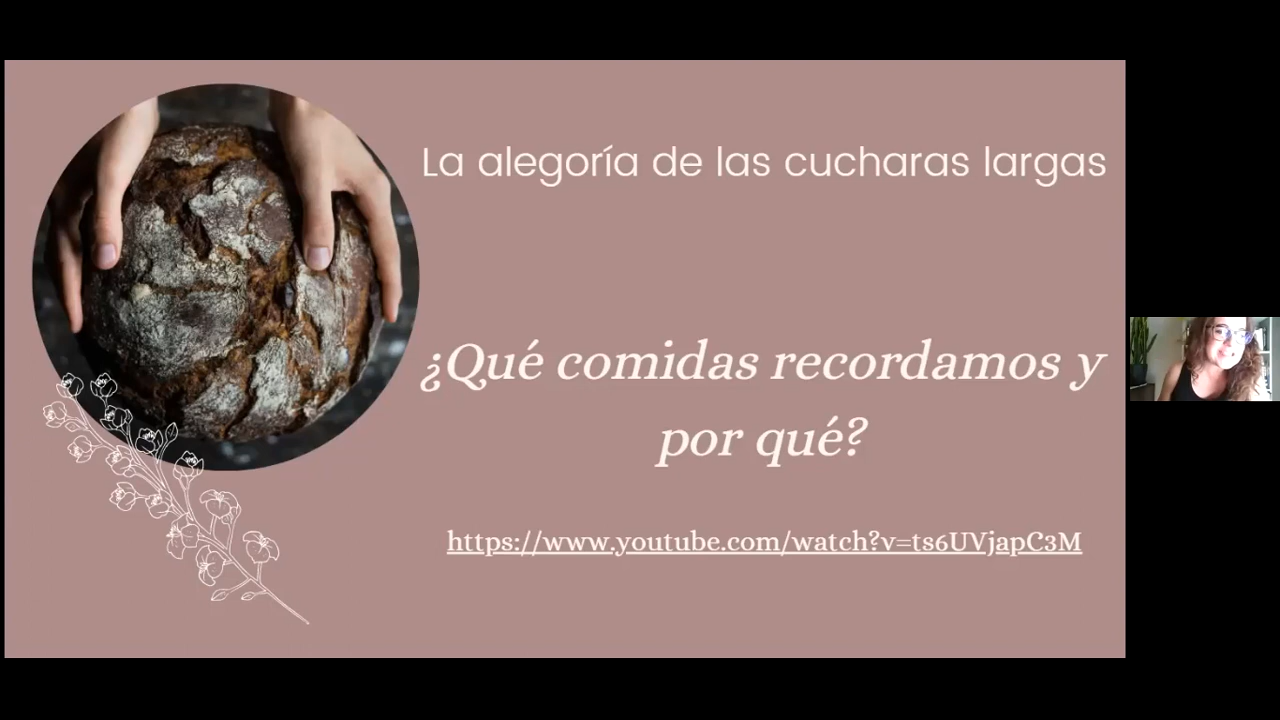 La alegoría de las cucharas largas
¿Qué comidas recordamos y
por qué?
https://www.youtube.com/watch?v=ts6UVjapC3M